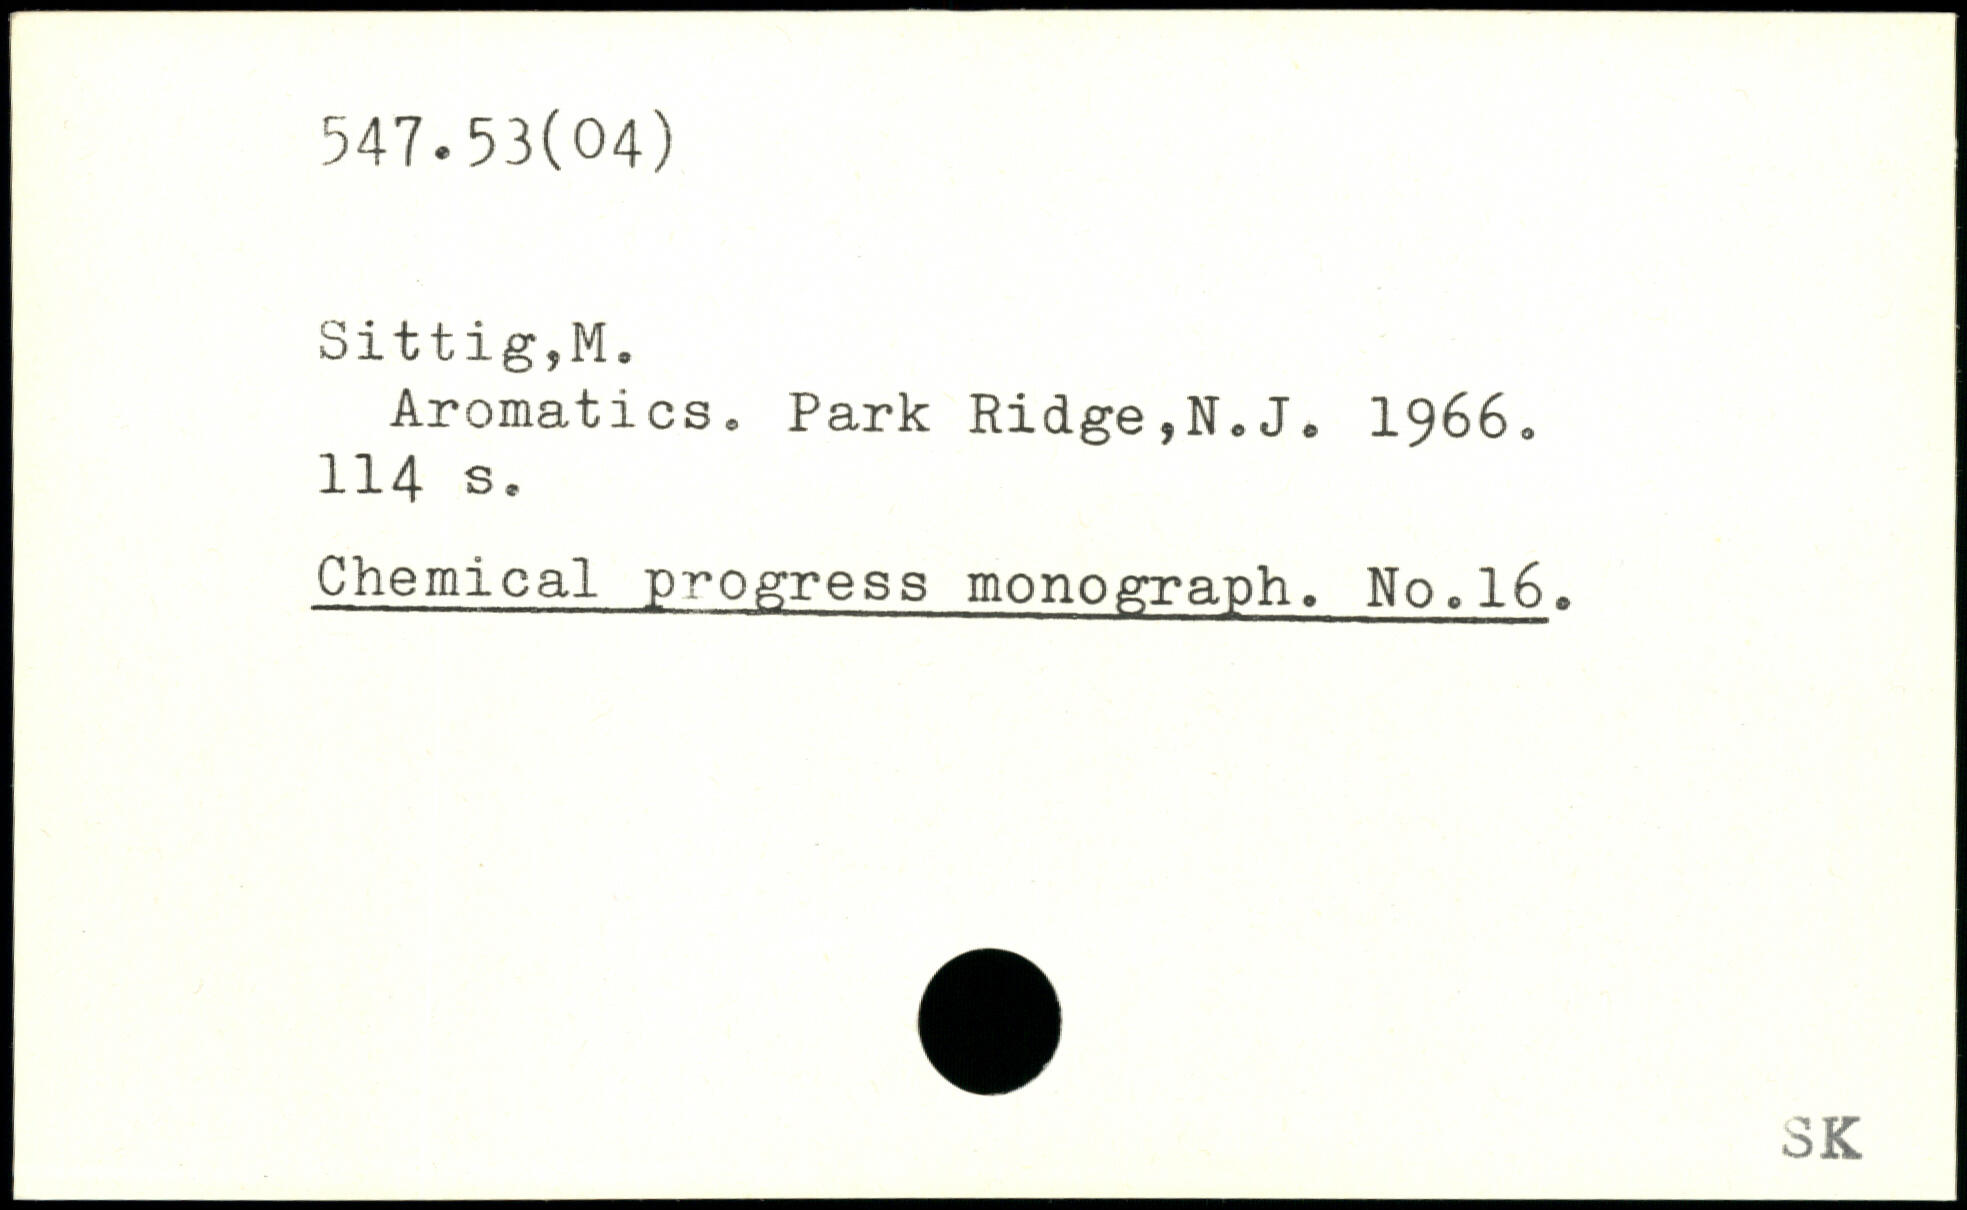 547.53(04)
Sittig,M.
Aromatics. Park Ridge,N.J. 1966.
114 s.
Chemical progress monograph. No.16.
SK